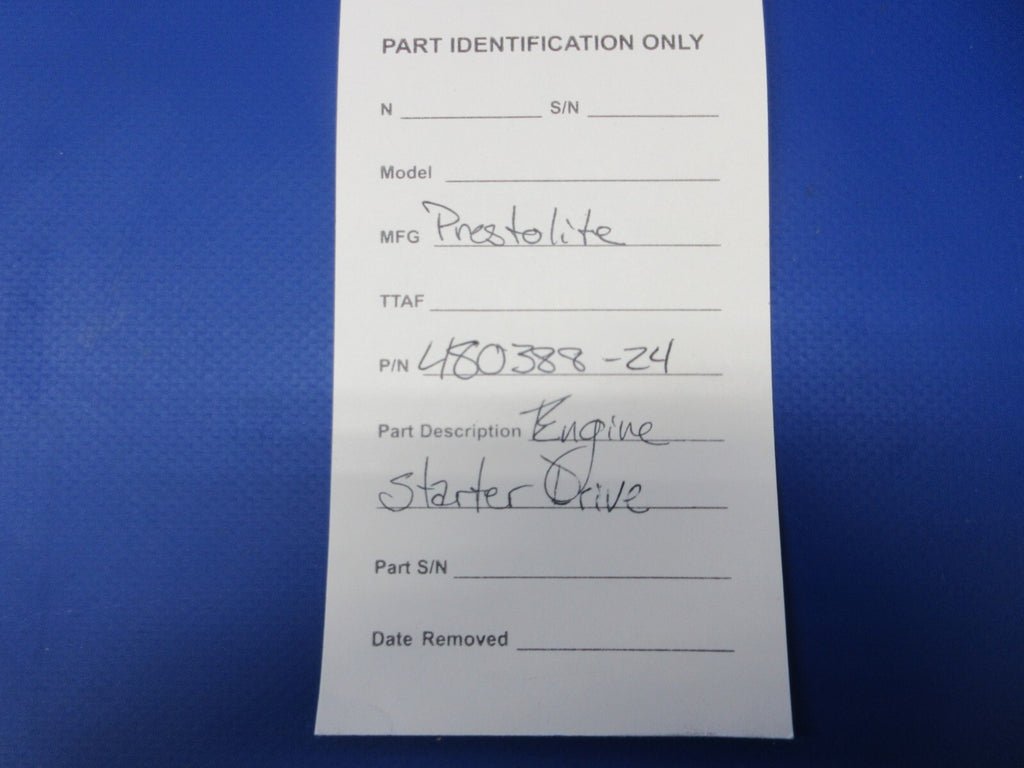 PART IDENTIFICATION ONLY
N S/N
Model
MFG Prestolite
TTAF
P/N 480388-24
Part Description Engine
Starter Drive
Part S/N
Date Removed